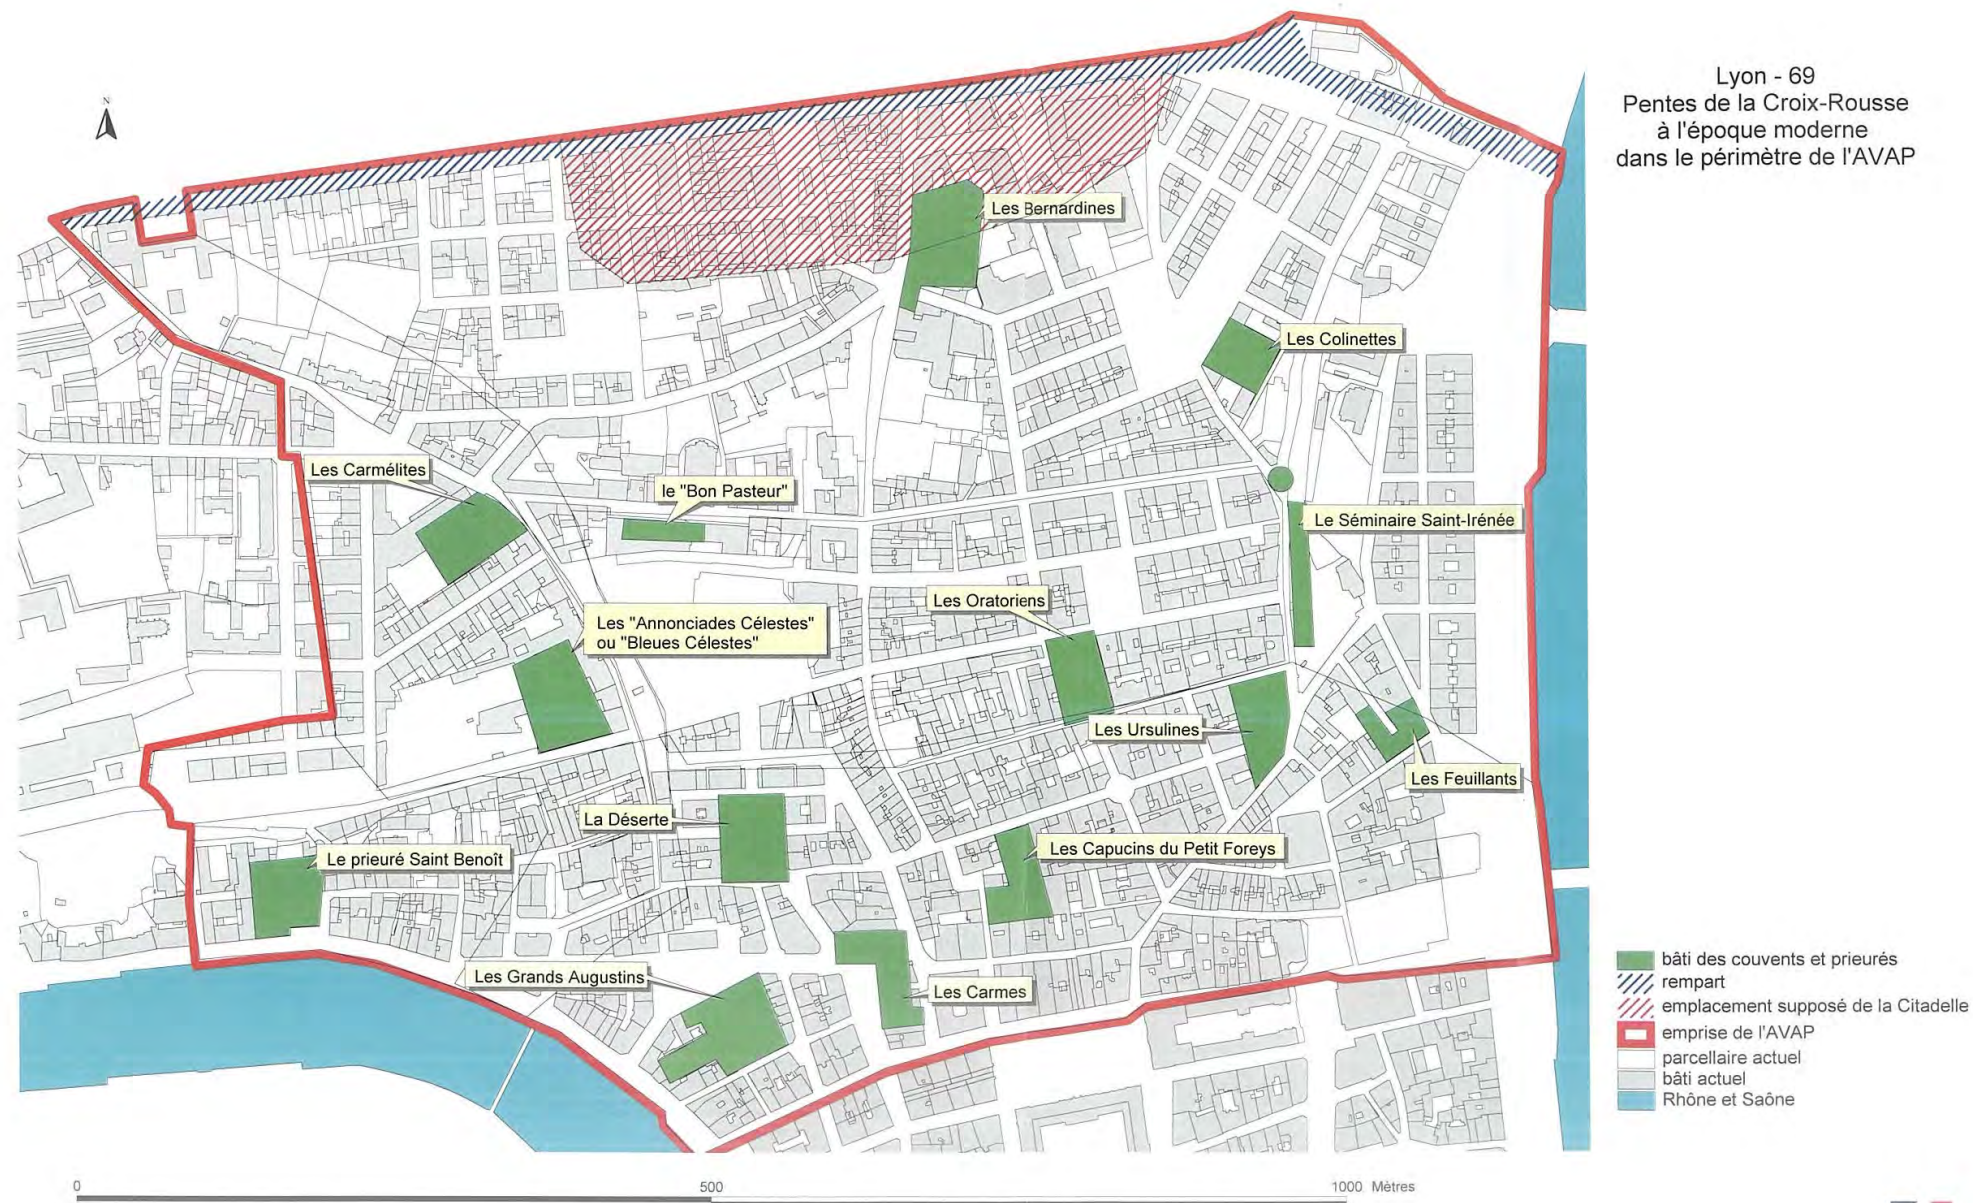 Lyon - 69
Pentes de la Croix-Rousse
à l'époque moderne
dans le périmètre de l'AVAP
N
Les Bernardines
Les Colinettes
Les Carmélites
le "Bon Pasteur"
Le Séminaire Saint-Irénée
Les Oratoriens
Les "Annonciades Célestes"
ou "Bleues Célestes"
Les Ursulines
Les Feuillants
La Déserte
Les Capucins du Petit Foreys
Le prieuré Saint Benoît
Les Grands Augustins
Les Carmes
bâti des couvents et prieurés
rempart
emplacement supposé de la Citadelle
emprise de l'AVAP
parcellaire actuel
bâti actuel
Rhône et Saône
0 500 1000 Mètres